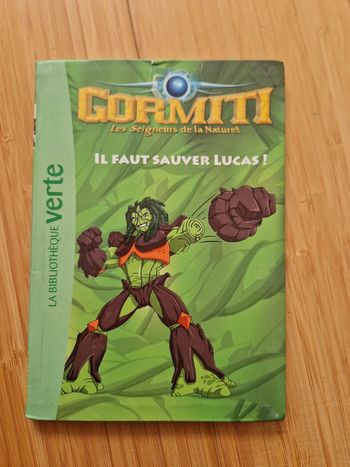 GORMITI
Les Seigneurs de la Nature!
IL FAUT SAUVER LUCAS !
LA BIBLIOTHÈQUE verte